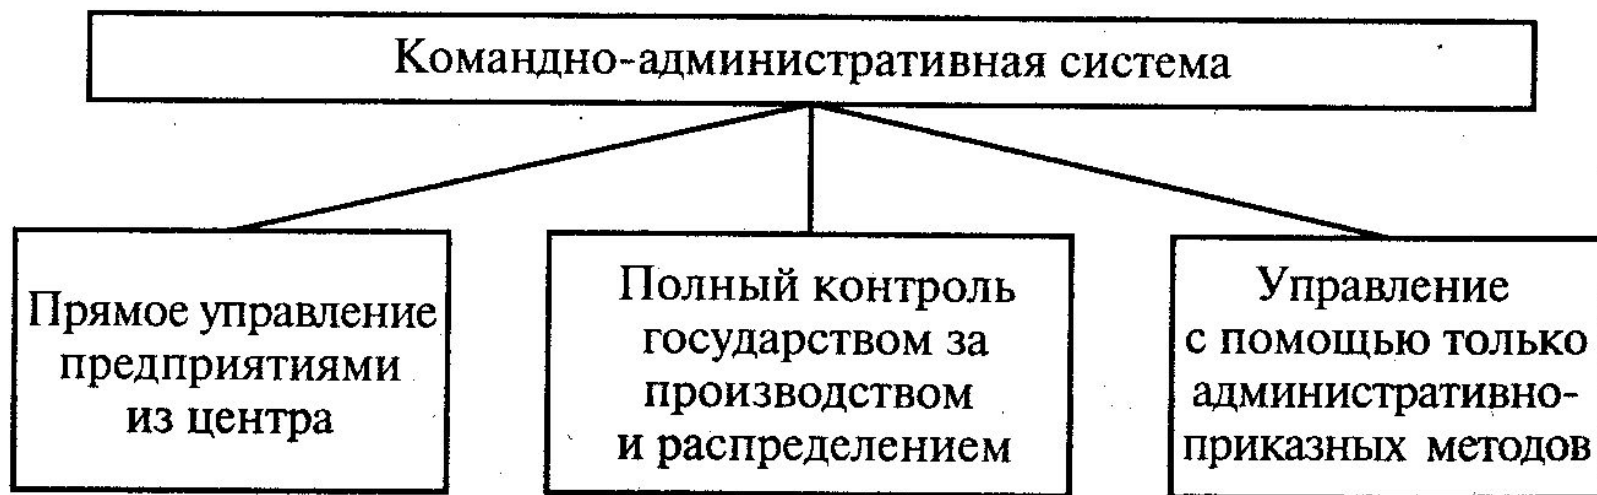 Командно-административная система
Прямое управление
предприятиями
из центра
Полный контроль
государством за
производством
и распределением
Управление
с помощью только
административно-
приказных методов